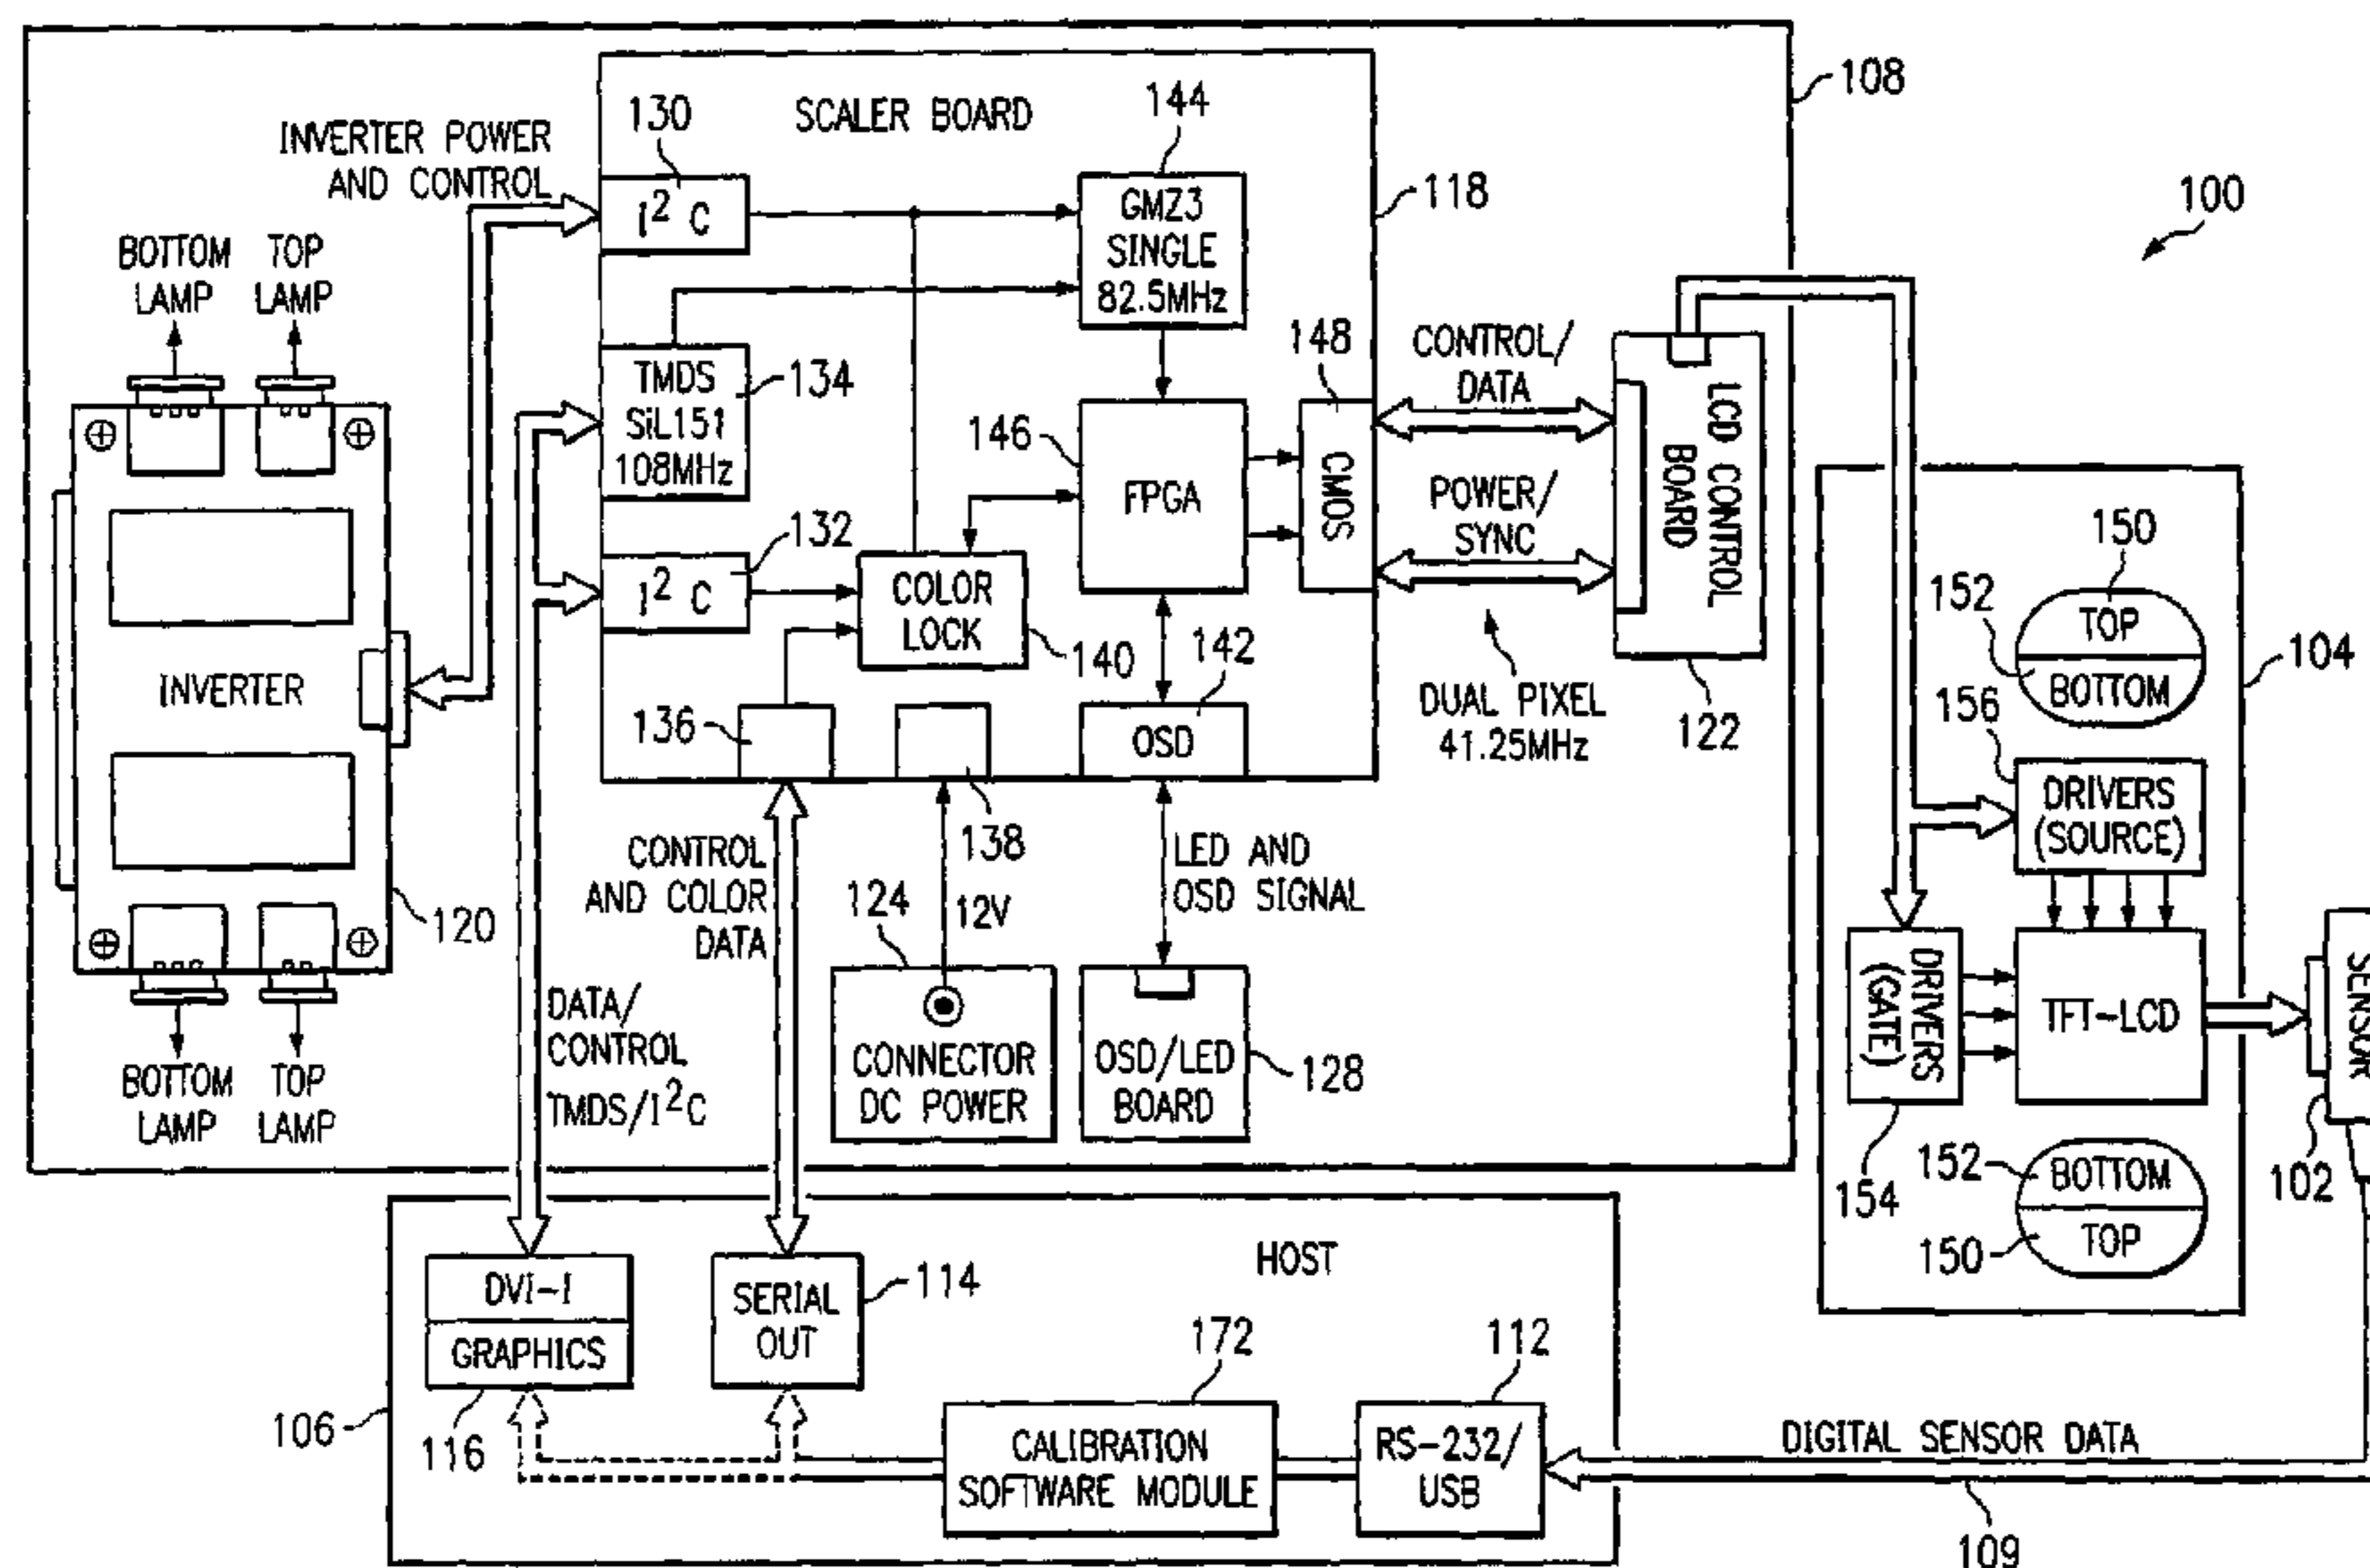 108
130
SCALER BOARD
144
INVERTER POWER
AND CONTROL
118
100
I² C
GMZ3
SINGLE
82.5MHz
BOTTOM
LAMP
TOP
LAMP
148
CONTROL/
DATA
TMDS
SiL151
108MHz
134
146
FPGA
CMOS
LCD CONTROL
BOARD
POWER/
SYNC
150
152
TOP
BOTTOM
104
132
I² C
COLOR
LOCK
140
142
INVERTER
136
OSD
DUAL PIXEL
41.25MHz
122
156
DRIVERS
(SOURCE)
138
CONTROL
AND COLOR
DATA
124
12V
LED AND
OSD SIGNAL
120
SENSOR
DRIVERS
(GATE)
TFT-LCD
DATA/
CONTROL
TMDS/I²C
CONNECTOR
DC POWER
OSD/LED
BOARD
128
BOTTOM
LAMP
TOP
LAMP
154
152
BOTTOM
102
150
TOP
HOST
DVI-I
GRAPHICS
SERIAL
OUT
114
172
112
106
116
CALIBRATION
SOFTWARE MODULE
RS-232/
USB
DIGITAL SENSOR DATA
109